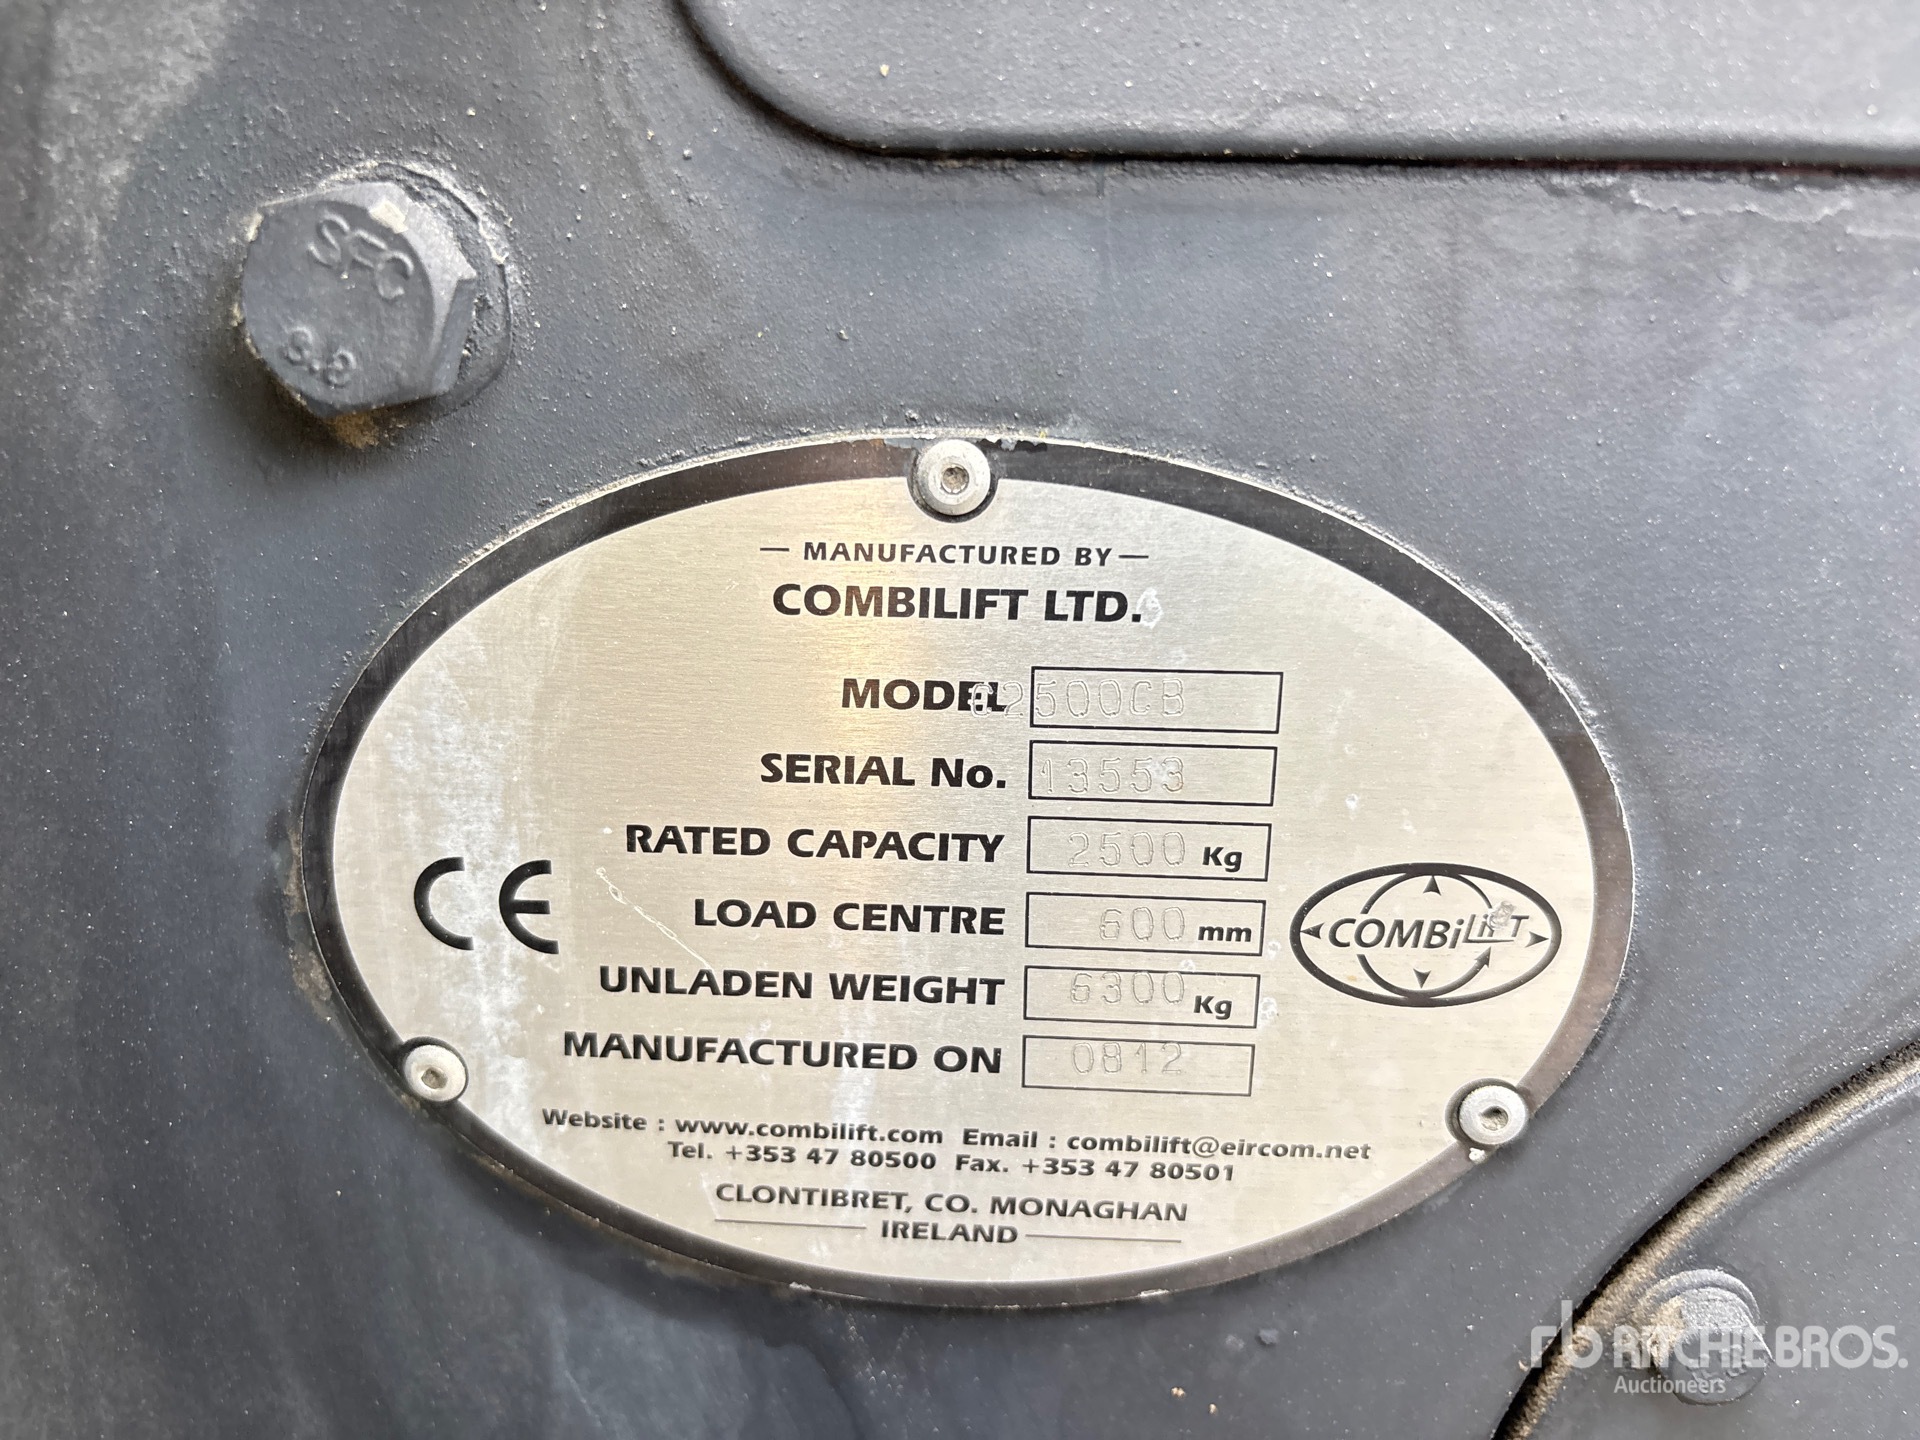 SFC
8.8
— MANUFACTURED BY —
COMBILIFT LTD.
MODEL C2500CB
SERIAL No. 13553
RATED CAPACITY 2500 Kg
LOAD CENTRE 600 mm
UNLADEN WEIGHT 6300 Kg
MANUFACTURED ON 0812
CE
COMBiLiFT
Website : www.combilift.com Email : combilift@eircom.net
Tel. +353 47 80500 Fax. +353 47 80501
CLONTIBRET, CO. MONAGHAN
IRELAND
rb RITCHIE BROS.
Auctioneers